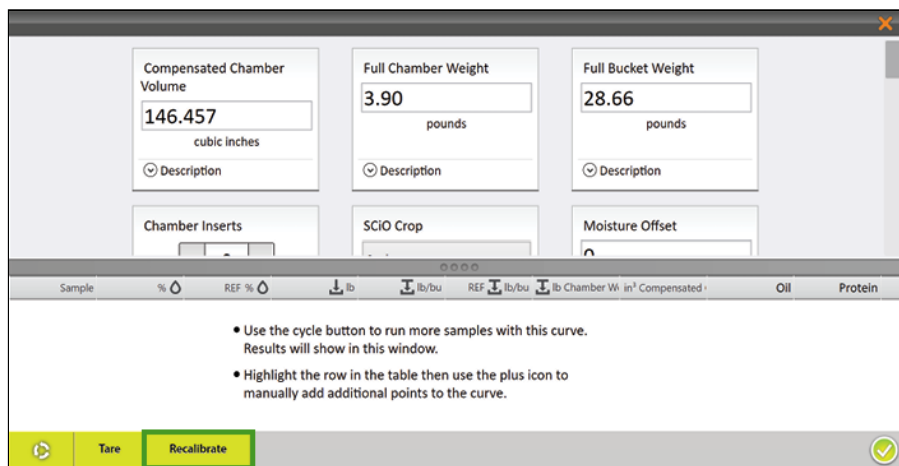 Compensated Chamber
Volume
146.457
cubic inches
Description
Full Chamber Weight
3.90
pounds
Description
Full Bucket Weight
28.66
pounds
Description
Chamber Inserts
SCiO Crop
Moisture Offset
Sample % REF % lb lb/bu REF lb/bu lb Chamber in³ Compensated Oil Protein
• Use the cycle button to run more samples with this curve.
Results will show in this window.
• Highlight the row in the table then use the plus icon to
manually add additional points to the curve.
Tare Recalibrate